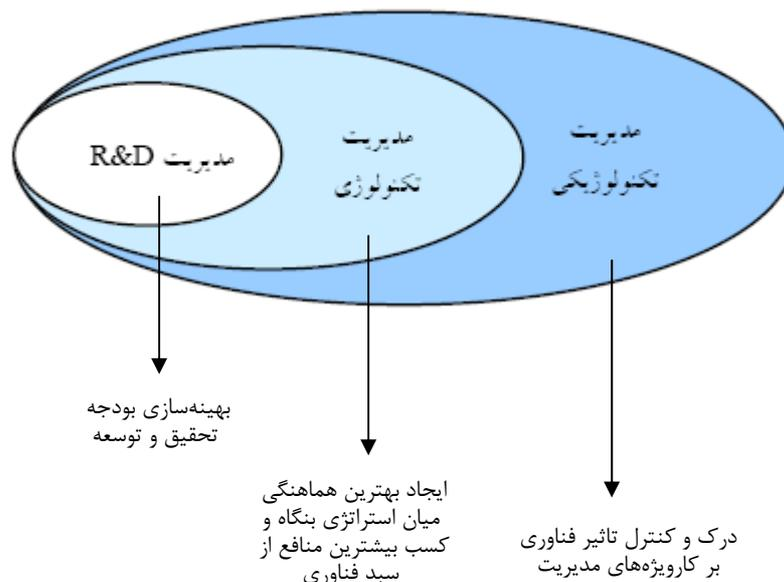 مدیریت R&D
مدیریت
تکنولوژی
مدیریت
تکنولوژیکی
بهینه‌سازی بودجه
تحقیق و توسعه
ایجاد بهترین هماهنگی
میان استراتژی بنگاه و
کسب بیشترین منافع از
سبد فناوری
درک و کنترل تاثیر فناوری
بر کارویژه‌های مدیریت